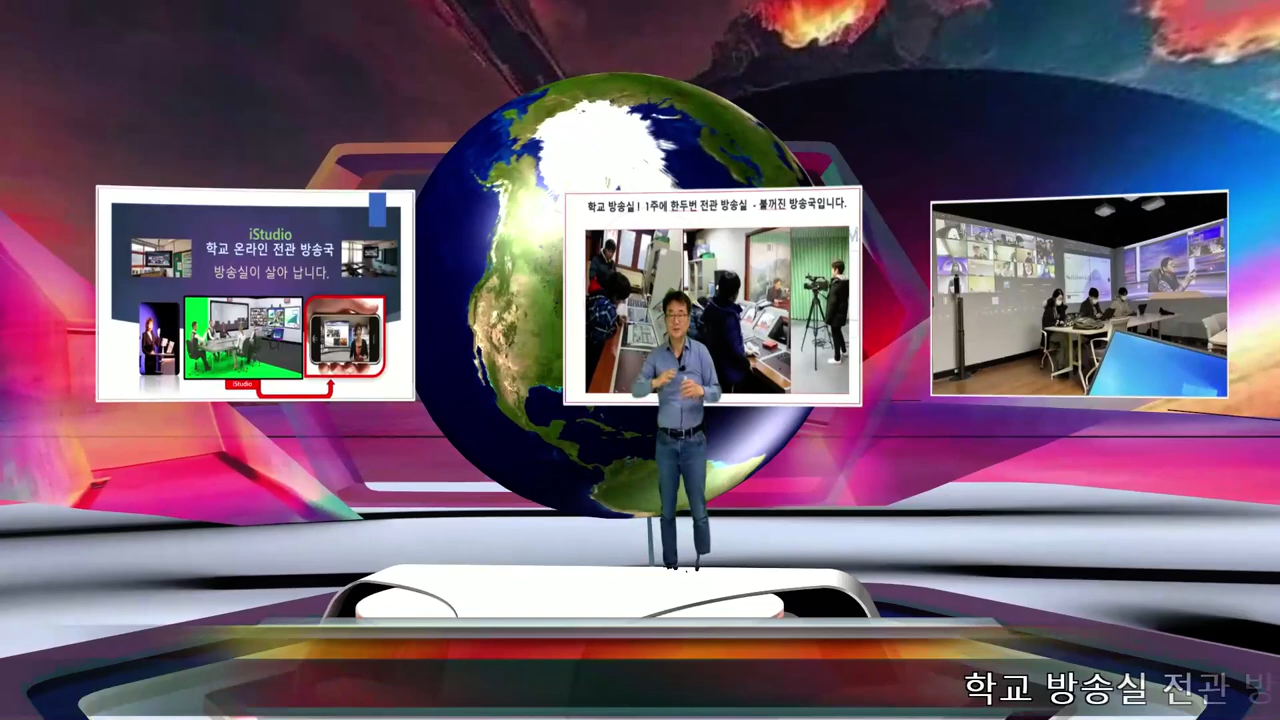 iStudio
학교 온라인 전관 방송국
방송실이 살아 납니다.
iStudio
학교 방송실! 1주에 한두번 전관 방송실 - 불꺼진 방송국입니다.
학교 방송실 전관 방